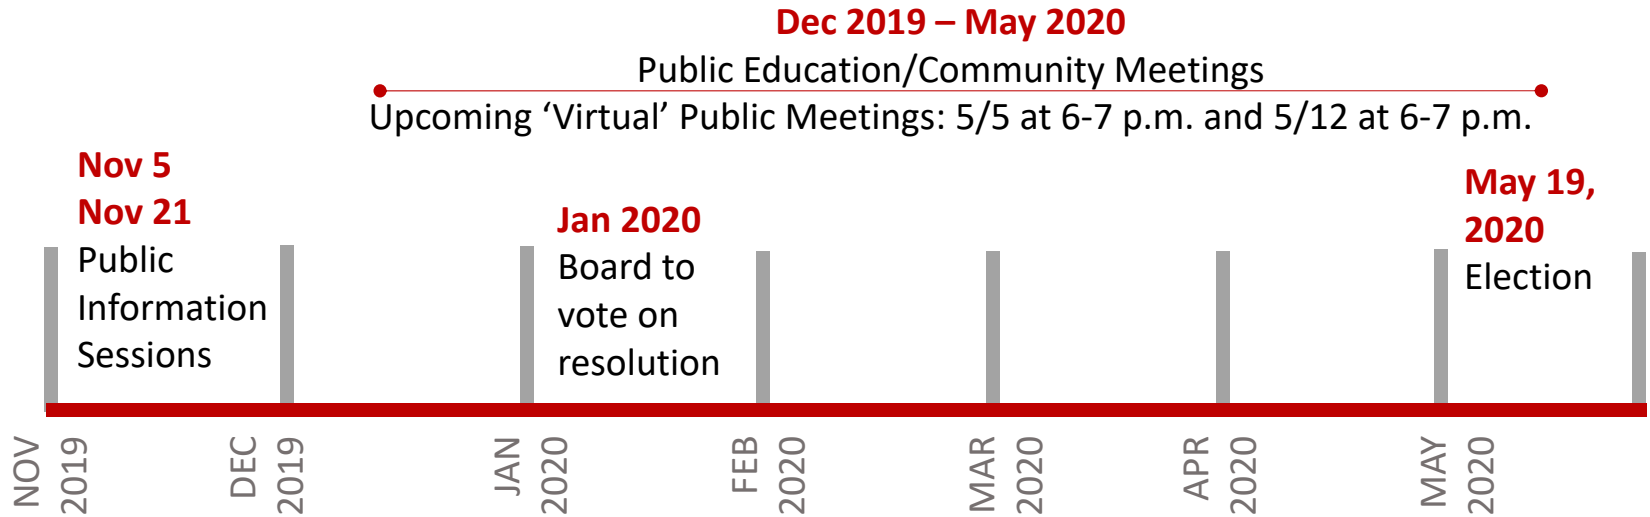 Dec 2019 – May 2020
Public Education/Community Meetings
Upcoming ‘Virtual’ Public Meetings: 5/5 at 6-7 p.m. and 5/12 at 6-7 p.m.
Nov 5
Nov 21
Public
Information
Sessions
Jan 2020
Board to
vote on
resolution
May 19,
2020
Election
NOV
2019
DEC
2019
JAN
2020
FEB
2020
MAR
2020
APR
2020
MAY
2020